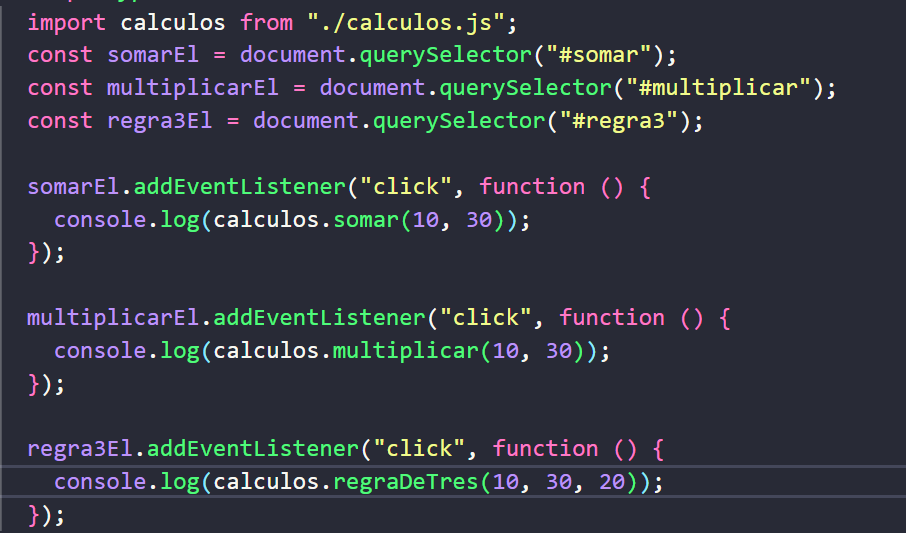 import calculos from "./calculos.js";
const somarEl = document.querySelector("#somar");
const multiplicarEl = document.querySelector("#multiplicar");
const regra3El = document.querySelector("#regra3");
somarEl.addEventListener("click", function () {
  console.log(calculos.somar(10, 30));
});
multiplicarEl.addEventListener("click", function () {
  console.log(calculos.multiplicar(10, 30));
});
regra3El.addEventListener("click", function () {
  console.log(calculos.regraDeTres(10, 30, 20));
});